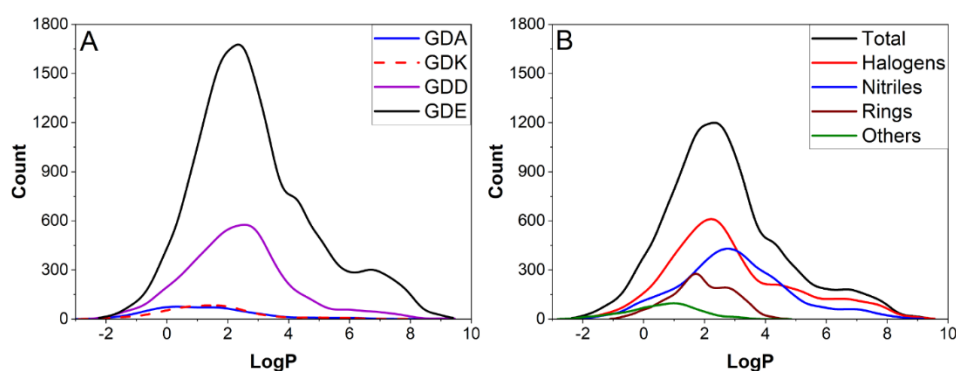 A
GDA
GDK
GDD
GDE
1800
1500
1200
900
600
300
0
Count
-2 0 2 4 6 8 10
LogP
B
Total
Halogens
Nitriles
Rings
Others
1800
1500
1200
900
600
300
0
Count
-2 0 2 4 6 8 10
LogP